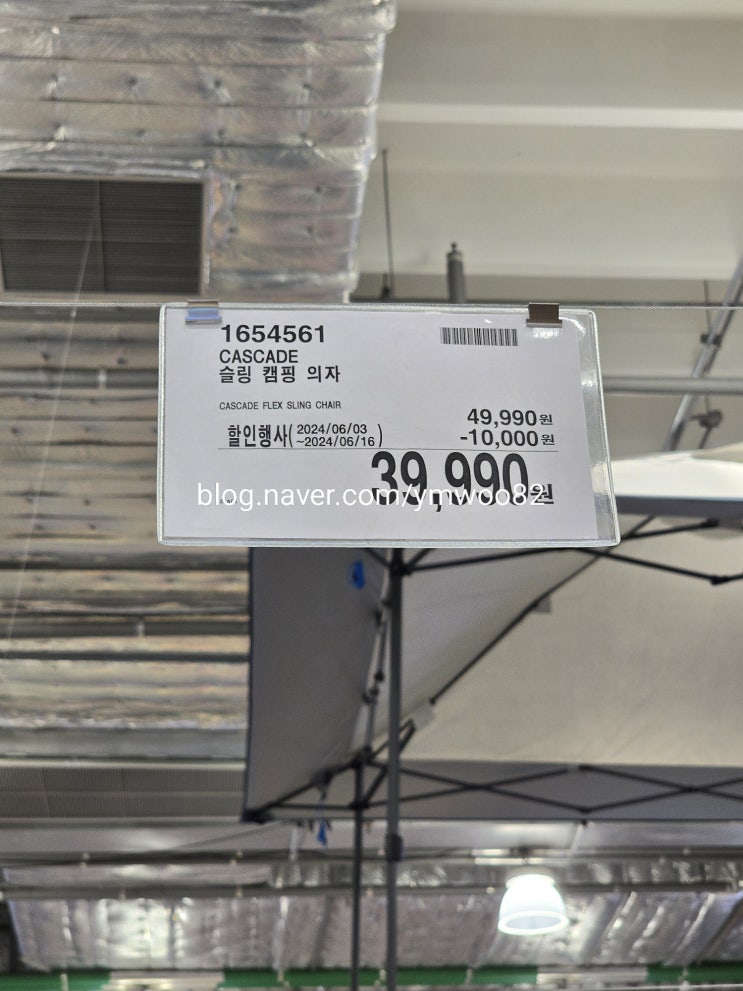 1654561
CASCADE
슬링 캠핑 의자
CASCADE FLEX SLING CHAIR
49,990원
할인행사( 2024/06/03 ~2024/06/16 )
-10,000원
39,990원
blog.naver.com/ymwoo82